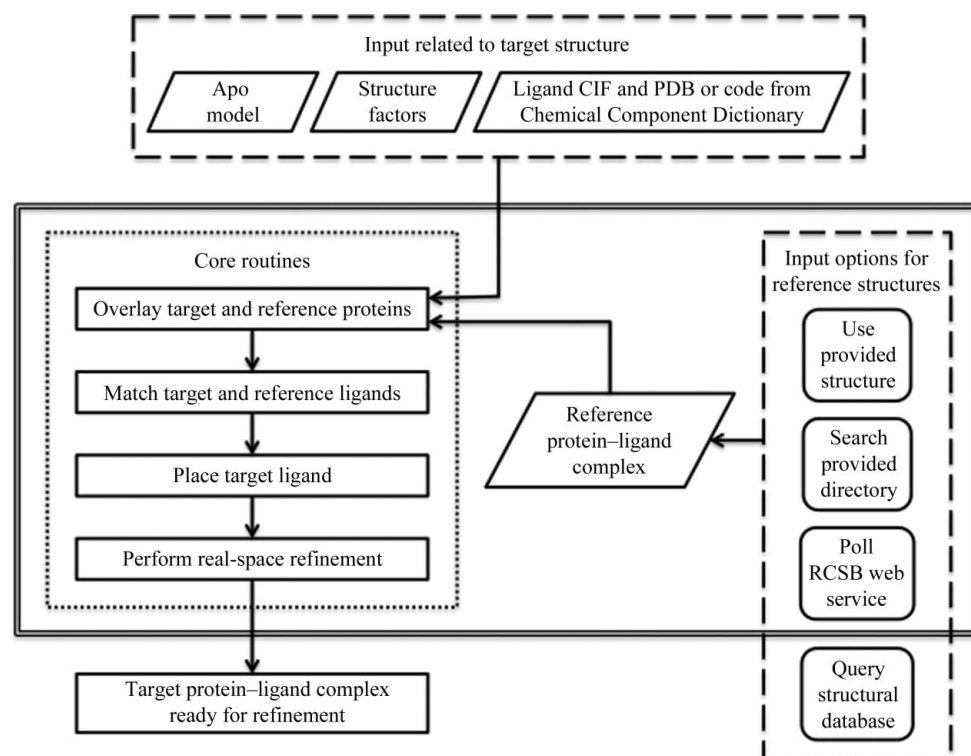 Input related to target structure
Apo
model
Structure
factors
Ligand CIF and PDB or code from
Chemical Component Dictionary
Core routines
Overlay target and reference proteins
Match target and reference ligands
Place target ligand
Perform real-space refinement
Target protein–ligand complex
ready for refinement
Reference
protein–ligand
complex
Input options for
reference structures
Use
provided
structure
Search
provided
directory
Poll
RCSB web
service
Query
structural
database